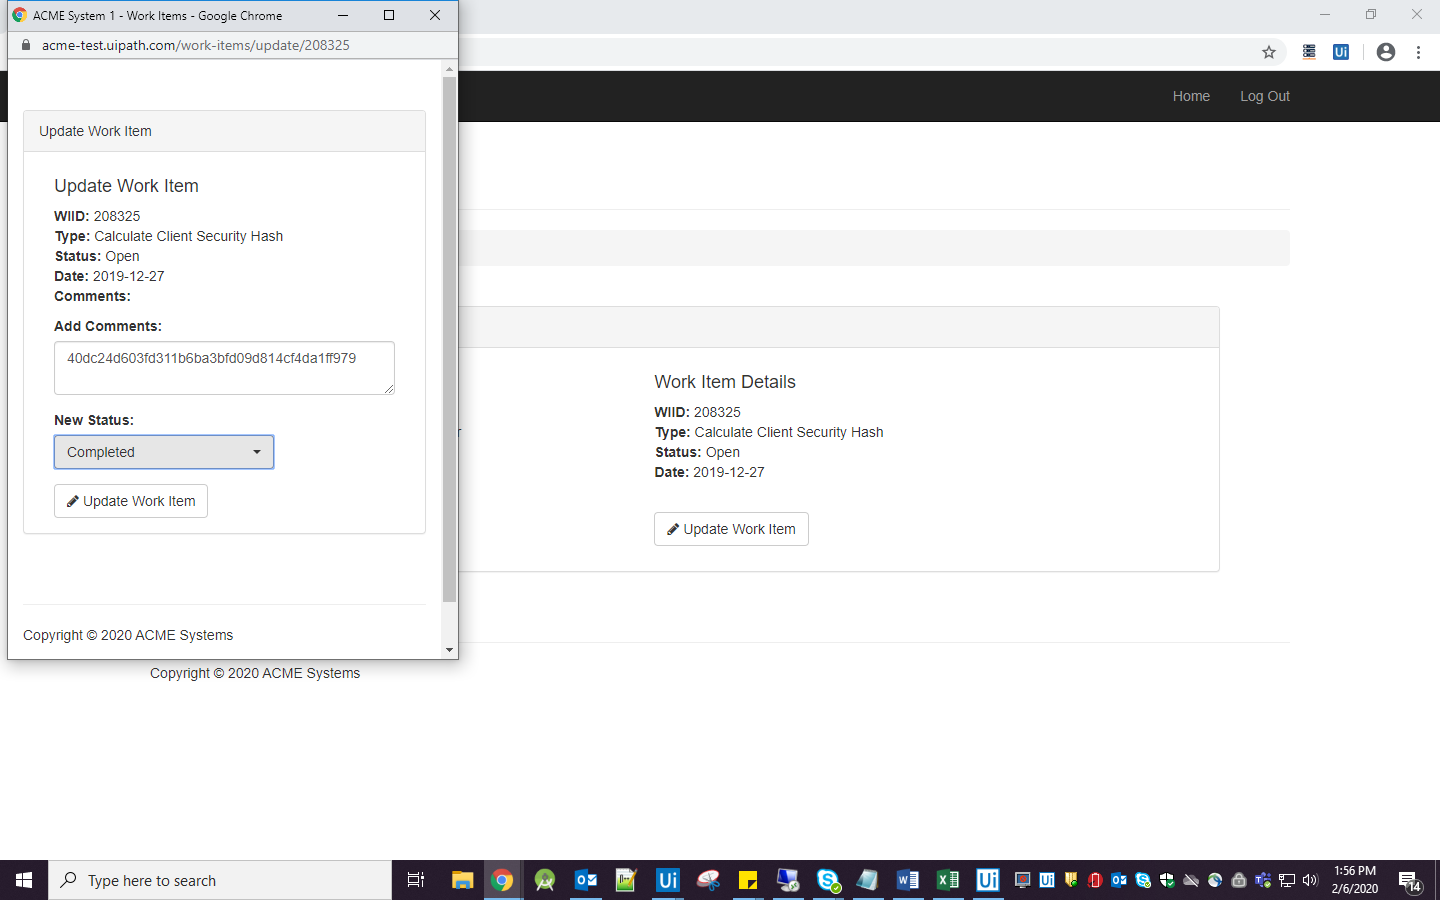 ACME System 1 - Work Items - Google Chrome
acme-test.uipath.com/work-items/update/208325
Update Work Item
Update Work Item
WIID: 208325
Type: Calculate Client Security Hash
Status: Open
Date: 2019-12-27
Comments:
Add Comments:
40dc24d603fd311b6ba3bfd09d814cf4da1ff979
New Status:
Completed
Update Work Item
Copyright © 2020 ACME Systems
Home Log Out
Work Item Details
WIID: 208325
Type: Calculate Client Security Hash
Status: Open
Date: 2019-12-27
Update Work Item
Copyright © 2020 ACME Systems
Type here to search
1:56 PM
2/6/2020
14